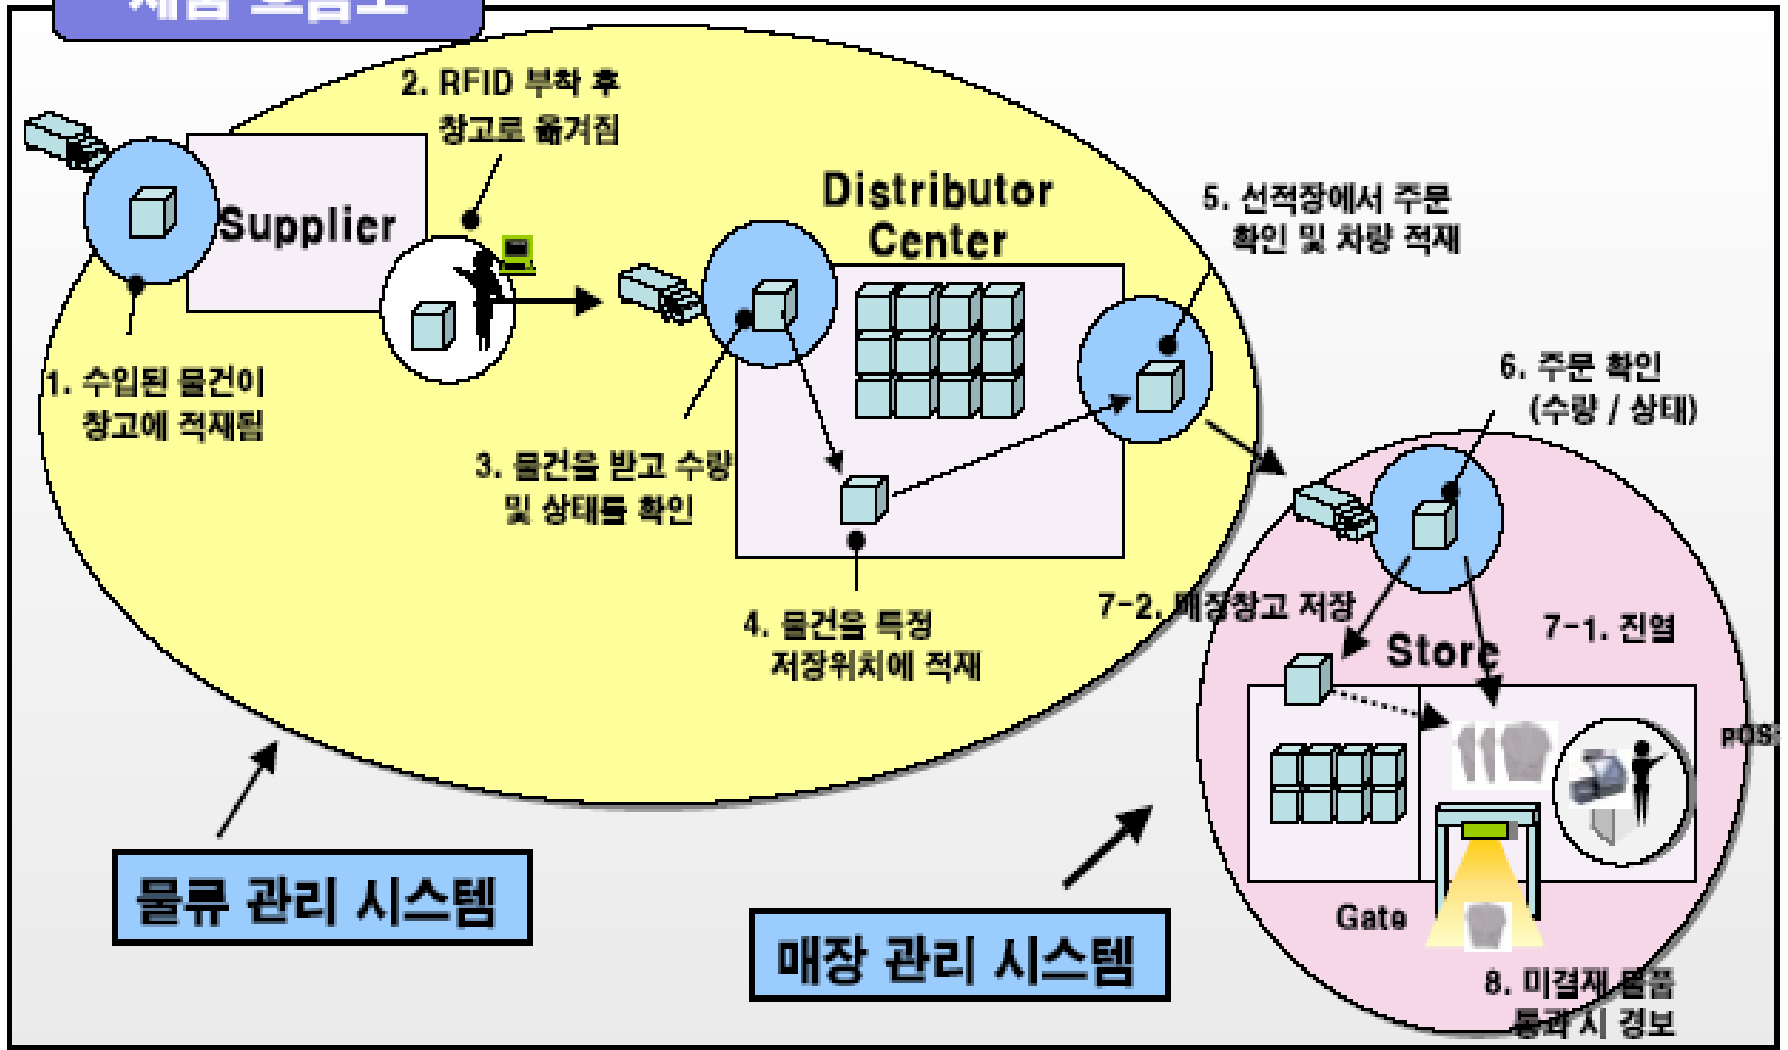 제품 흐름도
2. RFID 부착 후
창고로 옮겨짐
Supplier
Distributor
Center
5. 선적장에서 주문
확인 및 차량 적재
1. 수입된 물건이
창고에 적재됨
3. 물건을 받고 수량
및 상태를 확인
4. 물건을 특정
저장위치에 적재
6. 주문 확인
(수량 / 상태)
7-2. 매장창고 저장
7-1. 진열
Store
Gate
8. 미결재 물품
통과 시 경보
물류 관리 시스템
매장 관리 시스템